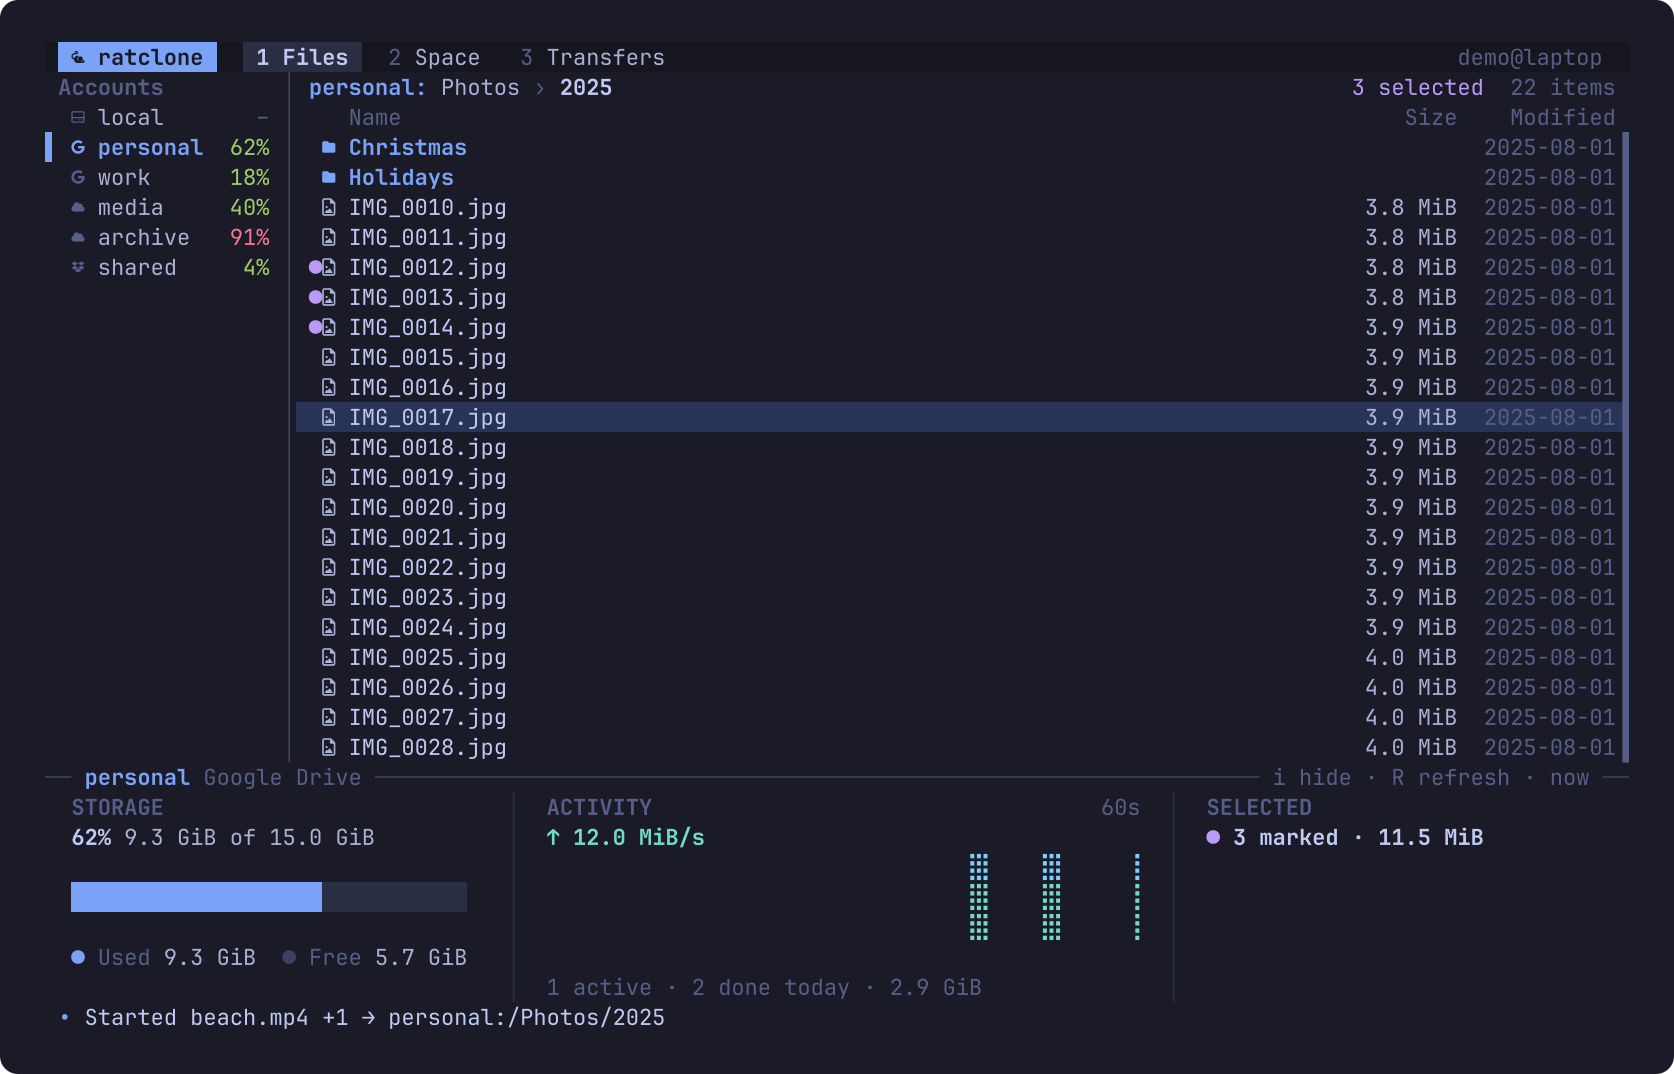 ratclone 1 Files 2 Space 3 Transfers demo@laptop
Accounts personal: Photos › 2025 3 selected 22 items
local – Name Size Modified
personal 62% Christmas 2025-08-01
work 18% Holidays 2025-08-01
media 40% IMG_0010.jpg 3.8 MiB 2025-08-01
archive 91% IMG_0011.jpg 3.8 MiB 2025-08-01
shared 4% IMG_0012.jpg 3.8 MiB 2025-08-01
IMG_0013.jpg 3.8 MiB 2025-08-01
IMG_0014.jpg 3.9 MiB 2025-08-01
IMG_0015.jpg 3.9 MiB 2025-08-01
IMG_0016.jpg 3.9 MiB 2025-08-01
IMG_0017.jpg 3.9 MiB 2025-08-01
IMG_0018.jpg 3.9 MiB 2025-08-01
IMG_0019.jpg 3.9 MiB 2025-08-01
IMG_0020.jpg 3.9 MiB 2025-08-01
IMG_0021.jpg 3.9 MiB 2025-08-01
IMG_0022.jpg 3.9 MiB 2025-08-01
IMG_0023.jpg 3.9 MiB 2025-08-01
IMG_0024.jpg 3.9 MiB 2025-08-01
IMG_0025.jpg 4.0 MiB 2025-08-01
IMG_0026.jpg 4.0 MiB 2025-08-01
IMG_0027.jpg 4.0 MiB 2025-08-01
IMG_0028.jpg 4.0 MiB 2025-08-01
personal Google Drive i hide · R refresh · now
STORAGE ACTIVITY 60s SELECTED
62% 9.3 GiB of 15.0 GiB ↑ 12.0 MiB/s ● 3 marked · 11.5 MiB
● Used 9.3 GiB ● Free 5.7 GiB
1 active · 2 done today · 2.9 GiB
• Started beach.mp4 +1 → personal:/Photos/2025